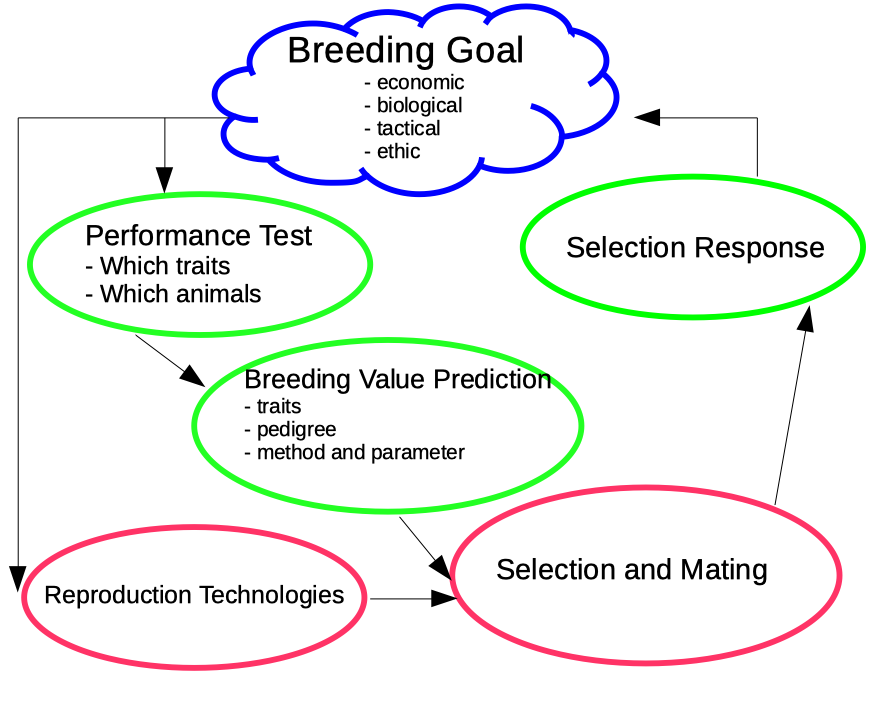 Breeding Goal
- economic
- biological
- tactical
- ethic
Performance Test
- Which traits
- Which animals
Selection Response
Breeding Value Prediction
- traits
- pedigree
- method and parameter
Selection and Mating
Reproduction Technologies